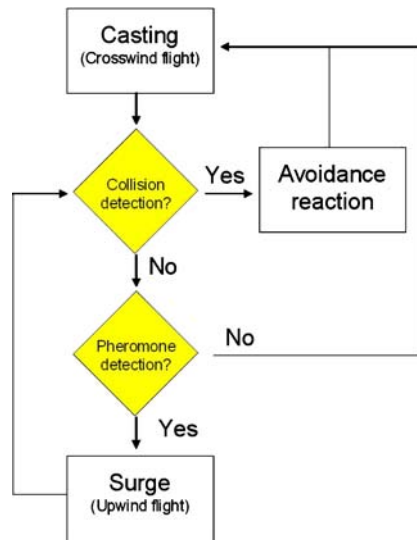 Casting
(Crosswind flight)
Collision
detection?
Yes
Avoidance
reaction
No
Pheromone
detection?
No
Yes
Surge
(Upwind flight)